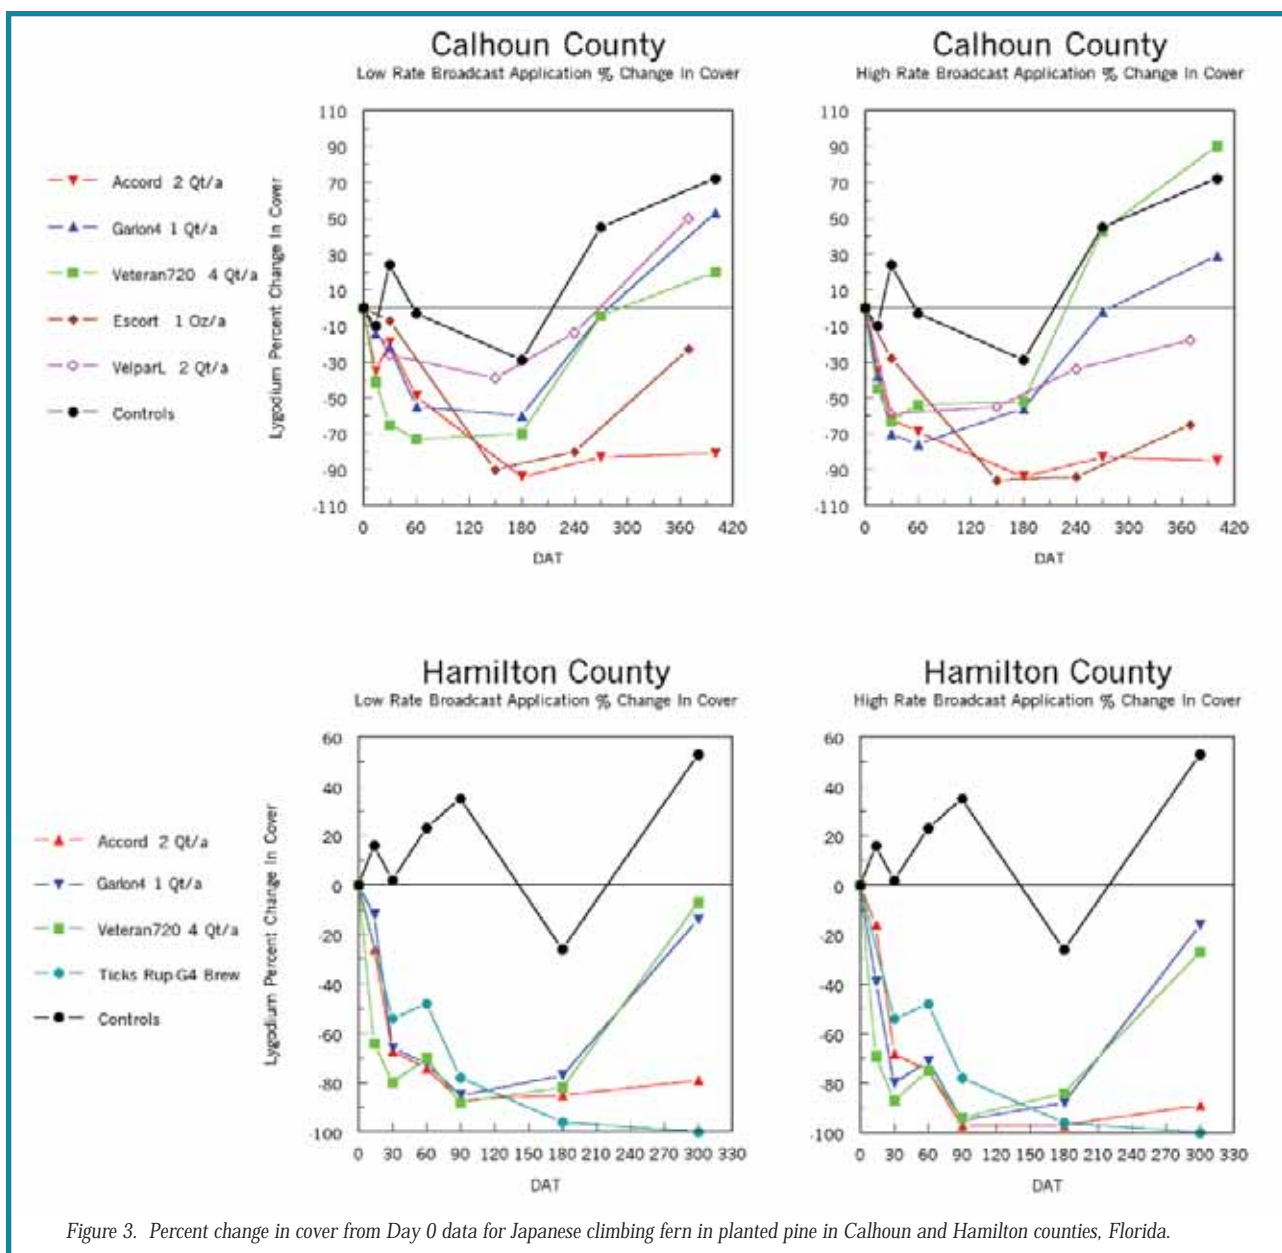 Calhoun County
Low Rate Broadcast Application % Change In Cover
Calhoun County
High Rate Broadcast Application % Change In Cover
Accord 2 Qt/a
Garlon4 1 Qt/a
Veteran720 4 Qt/a
Escort 1 Oz/a
VelparL 2 Qt/a
Controls
Lygodium Percent Change In Cover
110
90
70
50
30
10
-10
-30
-50
-70
-90
-110
0 60 120 180 240 300 360 420
DAT
110
90
70
50
30
10
-10
-30
-50
-70
-90
-110
0 60 120 180 240 300 360 420
DAT
Hamilton County
Low Rate Broadcast Application % Change In Cover
Hamilton County
High Rate Broadcast Application % Change In Cover
Accord 2 Qt/a
Garlon4 1 Qt/a
Veteran720 4 Qt/a
Ticks Rup G4 Brew
Controls
Lygodium Percent Change In Cover
60
40
20
0
-20
-40
-60
-80
-100
0 30 60 90 120 150 180 210 240 270 300 330
DAT
60
40
20
0
-20
-40
-60
-80
-100
0 30 60 90 120 150 180 210 240 270 300 330
DAT
Figure 3. Percent change in cover from Day 0 data for Japanese climbing fern in planted pine in Calhoun and Hamilton counties, Florida.